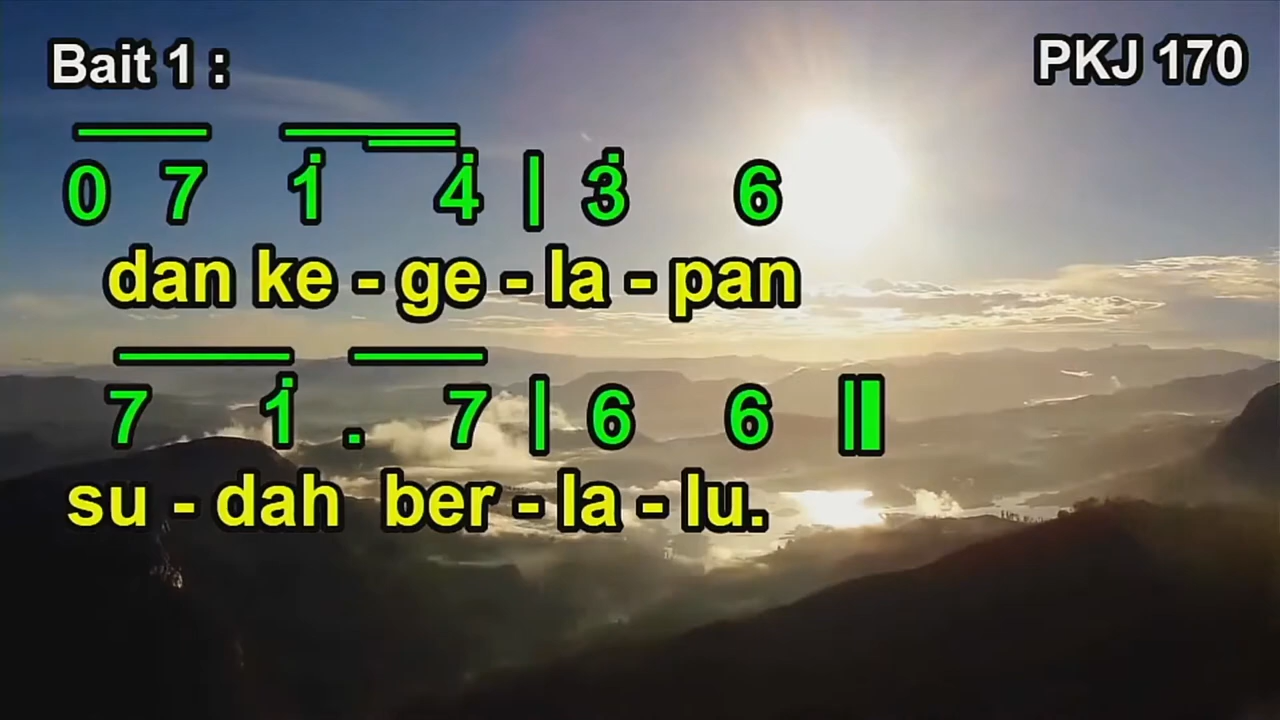 Bait 1 :
PKJ 170
0 7 1̇ 4̇ | 3̇ 6
dan ke - ge - la - pan
7 1̇ . 7 | 6 6 ||
su - dah ber - la - lu.